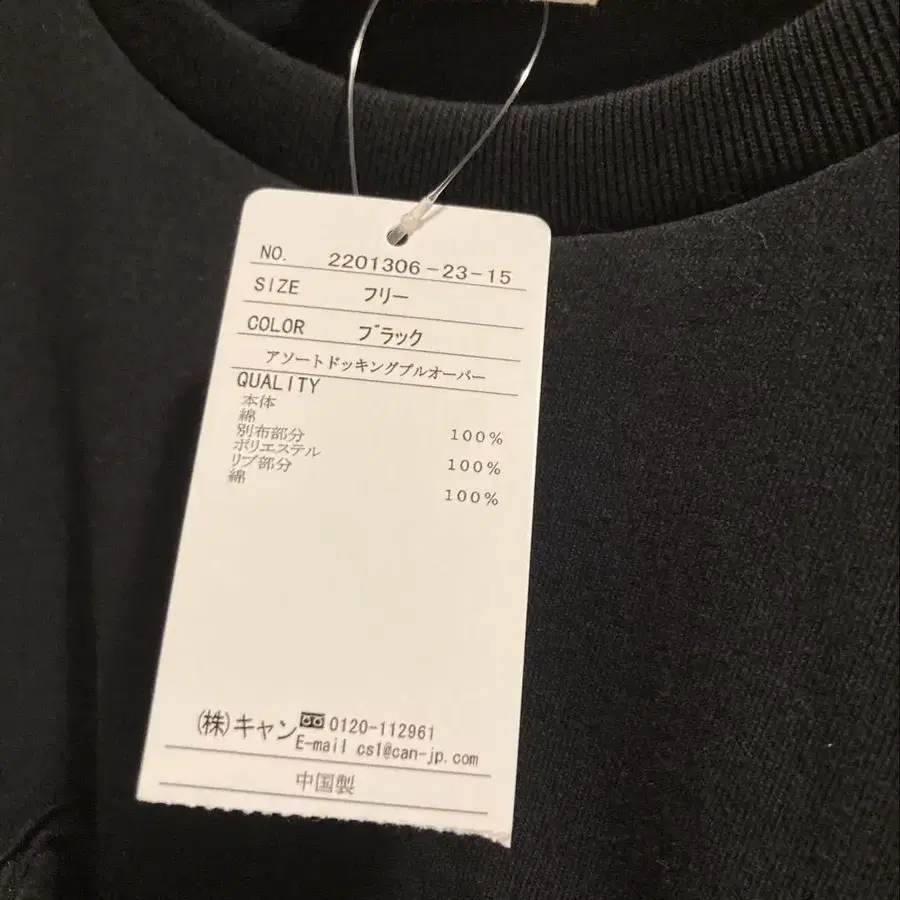 NO. 2201306-23-15
SIZE フリー
COLOR ブラック
アソートドッキングプルオーバー
QUALITY
本体
綿 100%
別布部分
ポリエステル 100%
リブ部分
綿 100%
(株)キャン 0120-112961
E-mail cs1@can-jp.com
中国製